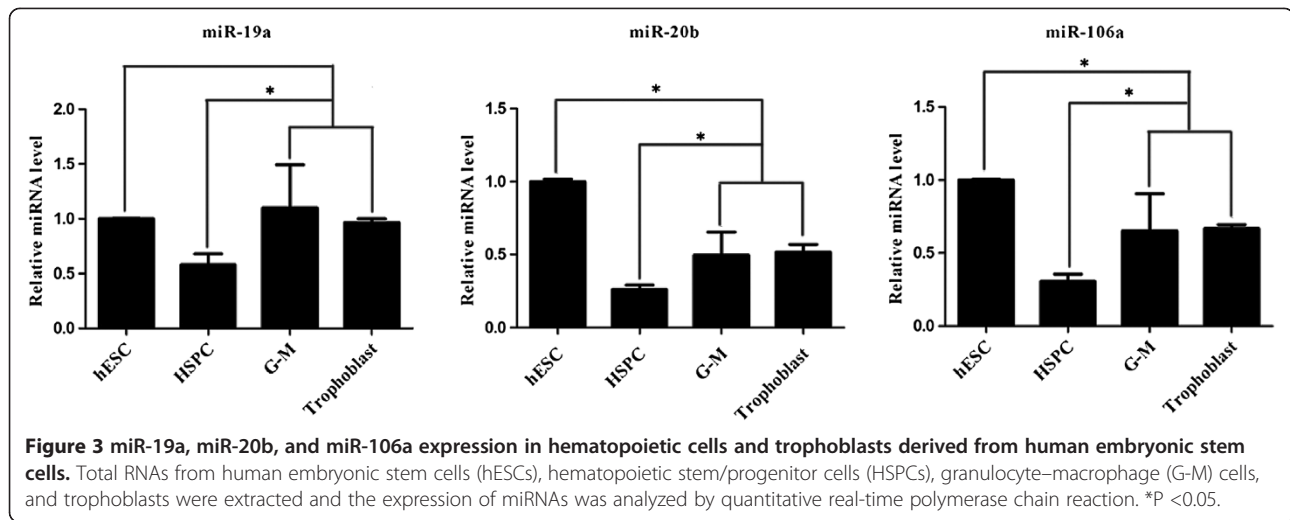 miR-19a
*
Relative miRNA level
2.0
1.5
1.0
0.5
0.0
hESC
HSPC
G-M
Trophoblast
miR-20b
*
*
Relative miRNA level
1.5
1.0
0.5
0.0
hESC
HSPC
G-M
Trophoblast
miR-106a
*
*
Relative miRNA level
1.5
1.0
0.5
0.0
hESC
HSPC
G-M
Trophoblast
Figure 3 miR-19a, miR-20b, and miR-106a expression in hematopoietic cells and trophoblasts derived from human embryonic stem
cells. Total RNAs from human embryonic stem cells (hESCs), hematopoietic stem/progenitor cells (HSPCs), granulocyte–macrophage (G-M) cells,
and trophoblasts were extracted and the expression of miRNAs was analyzed by quantitative real-time polymerase chain reaction. *P <0.05.